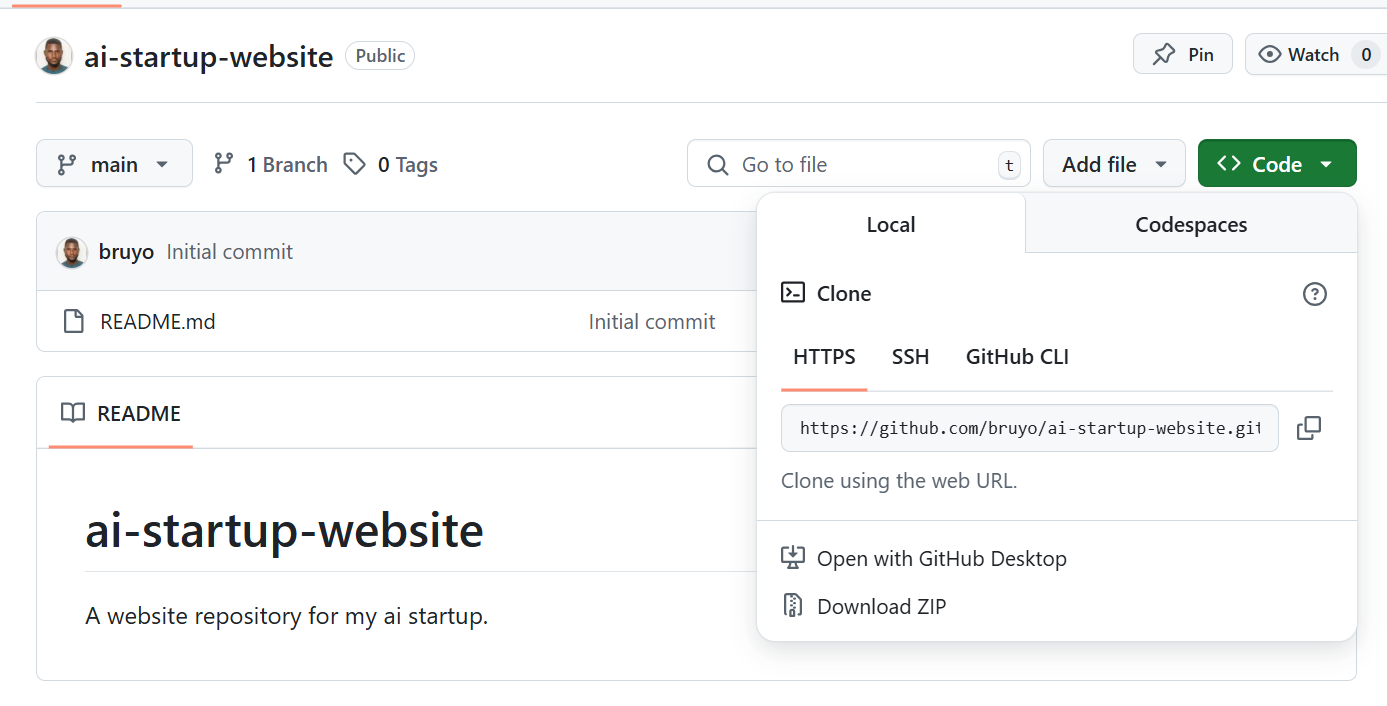 ai-startup-website Public Pin Watch 0
main 1 Branch 0 Tags Go to file t Add file Code
Local Codespaces
bruyo Initial commit
Clone
README.md Initial commit
HTTPS SSH GitHub CLI
README
https://github.com/bruyo/ai-startup-website.git
Clone using the web URL.
ai-startup-website
Open with GitHub Desktop
A website repository for my ai startup.
Download ZIP